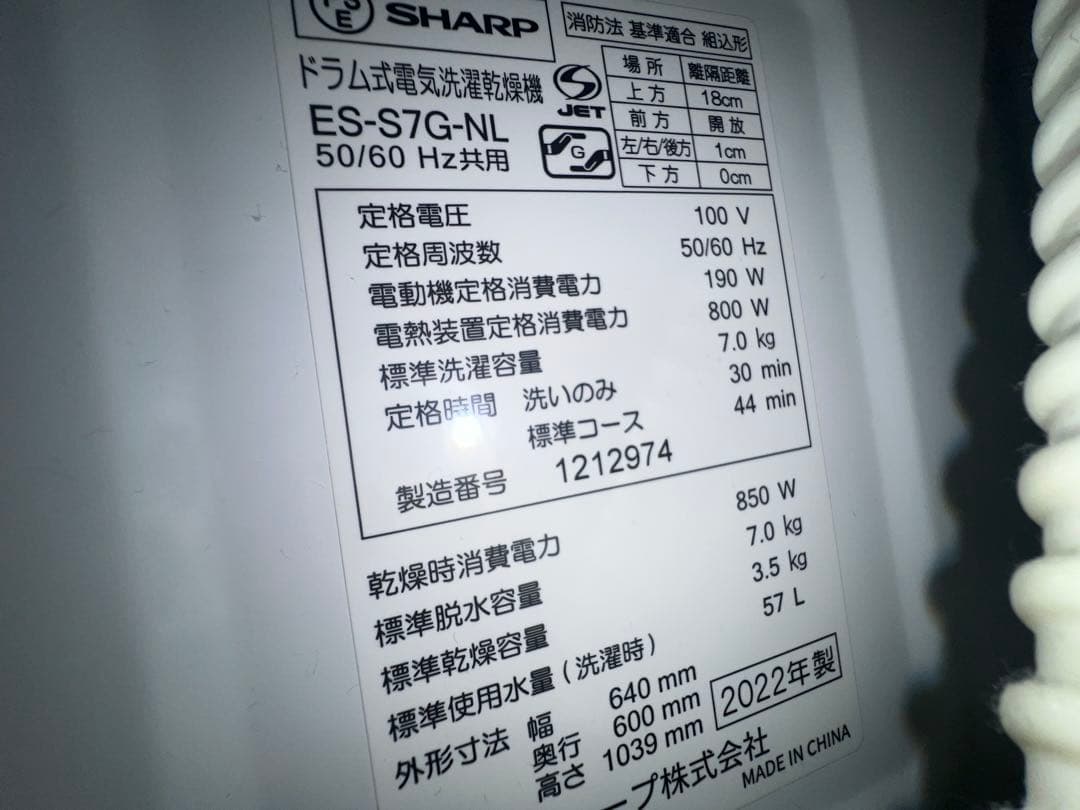 PSE SHARP
消防法 基準適合 組込形
場所 離隔距離
上方 18cm
前方 開放
左/右/後方 1cm
下方 0cm
ドラム式電気洗濯乾燥機
JET
ES-S7G-NL
G
50/60 Hz共用
定格電圧 100 V
定格周波数 50/60 Hz
電動機定格消費電力 190 W
電熱装置定格消費電力 800 W
標準洗濯容量 7.0 kg
定格時間 洗いのみ 30 min
標準コース 44 min
製造番号 1212974
乾燥時消費電力 850 W
標準脱水容量 7.0 kg
標準乾燥容量 3.5 kg
標準使用水量(洗濯時) 57 L
外形寸法 幅 640 mm
奥行 600 mm
高さ 1039 mm
2022年製
ープ株式会社
MADE IN CHINA